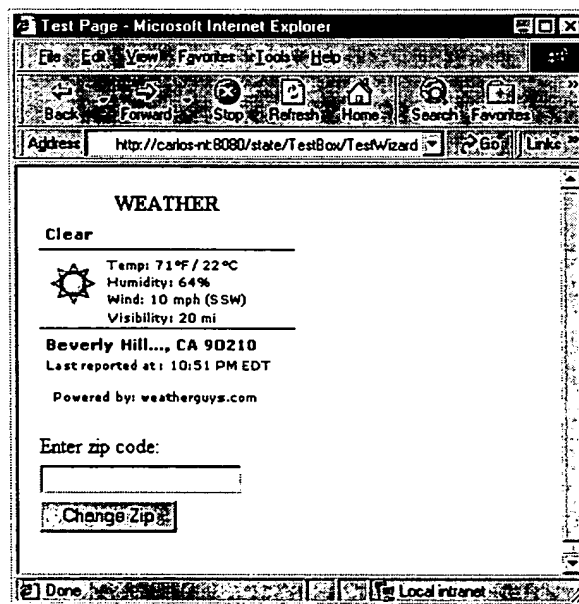 Test Page - Microsoft Internet Explorer
File Edit View Favorites Tools Help
Back Forward Stop Refresh Home Search Favorites »
Address http://carlos-nt:8080/state/TestBox/TestWizard Go Links »
WEATHER
Clear
Temp: 71°F / 22°C
Humidity: 64%
Wind: 10 mph (SSW)
Visibility: 20 mi
Beverly Hill..., CA 90210
Last reported at: 10:51 PM EDT
Powered by: weatherguys.com
Enter zip code:
Change Zip
Done Local intranet